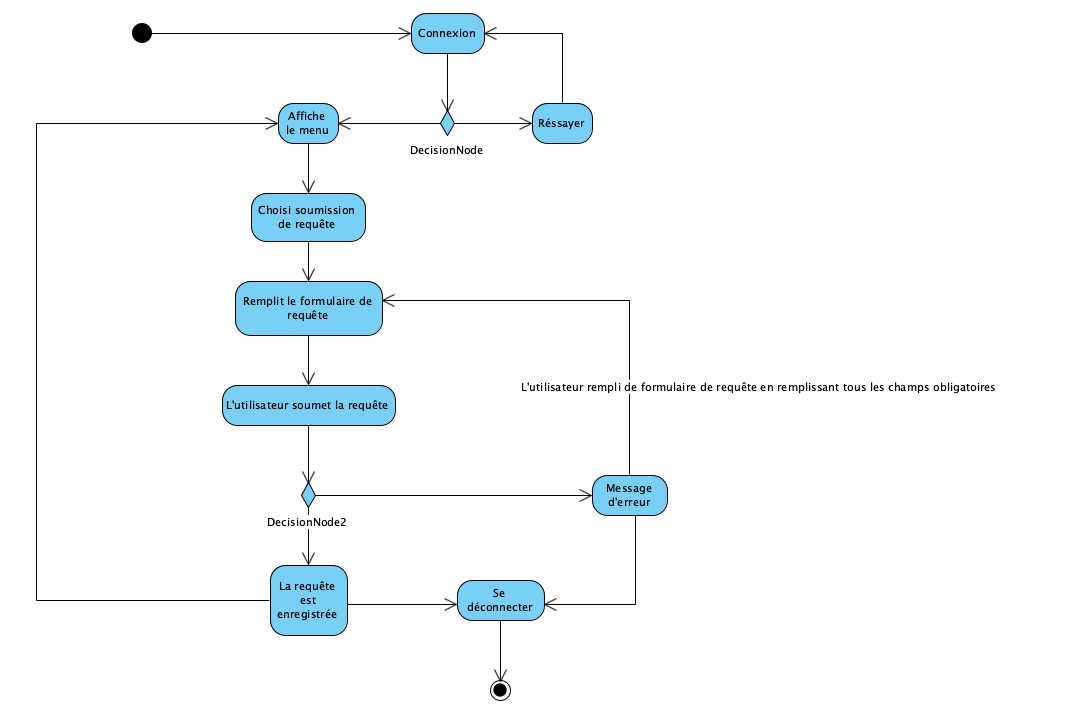 Connexion
Affiche
le menu
Réssayer
DecisionNode
Choisi soumission
de requête
Remplit le formulaire de
requête
L'utilisateur rempli de formulaire de requête en remplissant tous les champs obligatoires
L'utilisateur soumet la requête
Message
d'erreur
DecisionNode2
La requête
est
enregistrée
Se
déconnecter